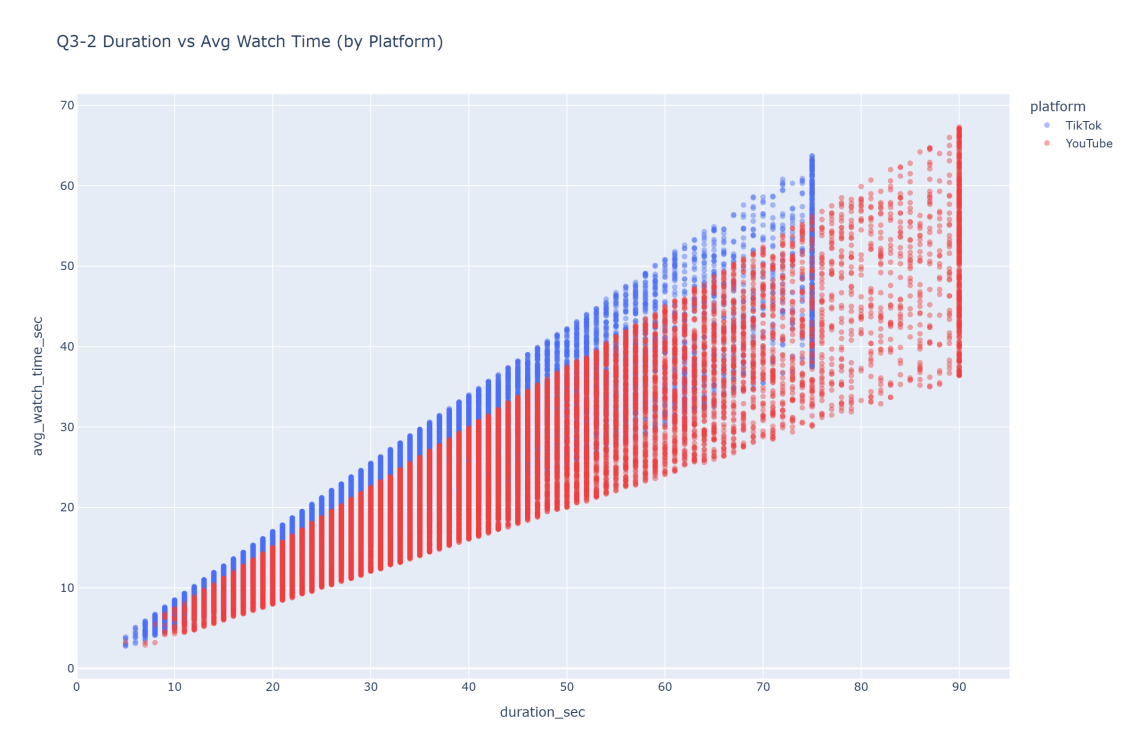 Q3-2 Duration vs Avg Watch Time (by Platform)
platform
TikTok
YouTube
avg_watch_time_sec
70
60
50
40
30
20
10
0
0 10 20 30 40 50 60 70 80 90
duration_sec